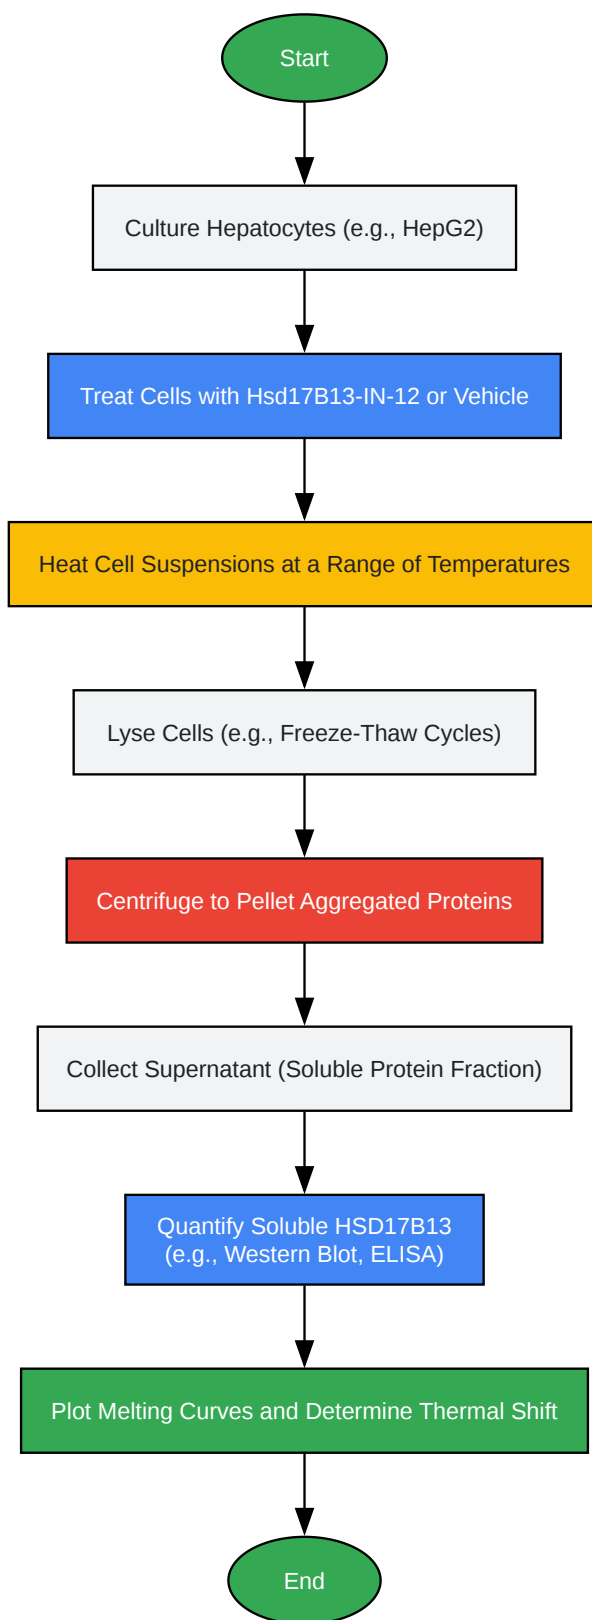 Start
Culture Hepatocytes (e.g., HepG2)
Treat Cells with Hsd17B13-IN-12 or Vehicle
Heat Cell Suspensions at a Range of Temperatures
Lyse Cells (e.g., Freeze-Thaw Cycles)
Centrifuge to Pellet Aggregated Proteins
Collect Supernatant (Soluble Protein Fraction)
Quantify Soluble HSD17B13
(e.g., Western Blot, ELISA)
Plot Melting Curves and Determine Thermal Shift
End